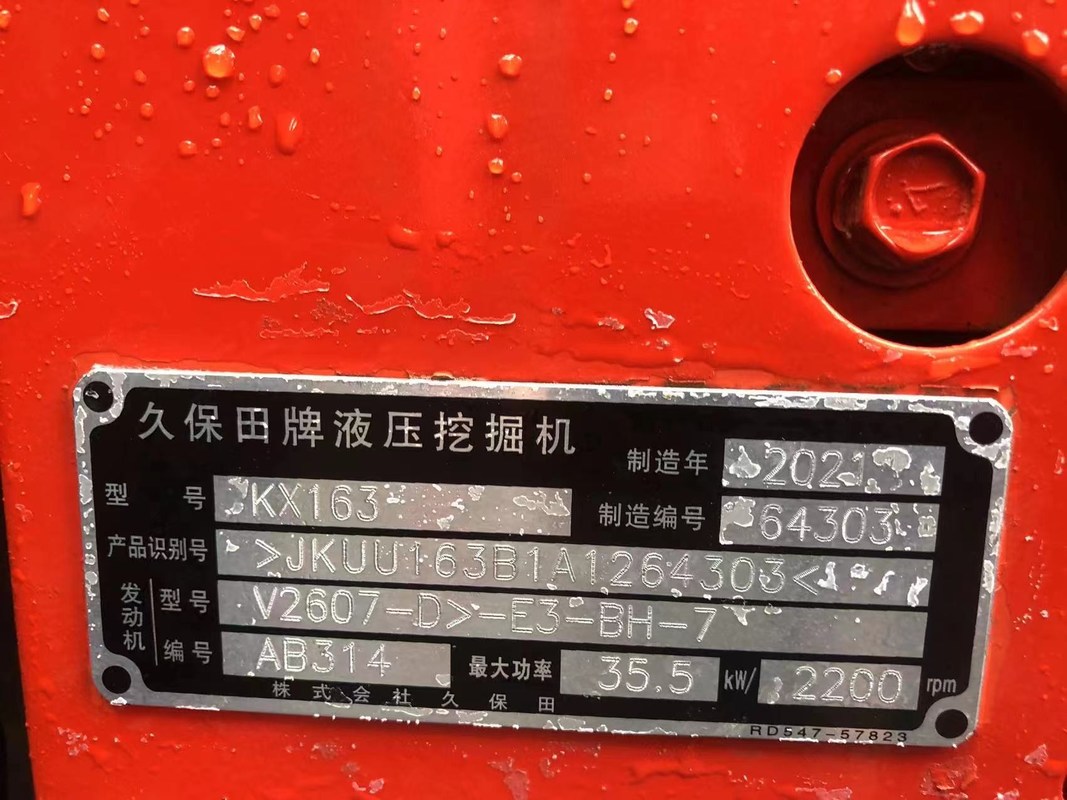 久保田牌液压挖掘机
制造年 2021
型号 KX163
制造编号 64303
产品识别号 >JKUU163B1A1264303<
发动机 型号 V2607-D>-E3-BH-7
编号 AB314 最大功率 35.5 kW/ 2200 rpm
株式会社久保田
RD547-57823